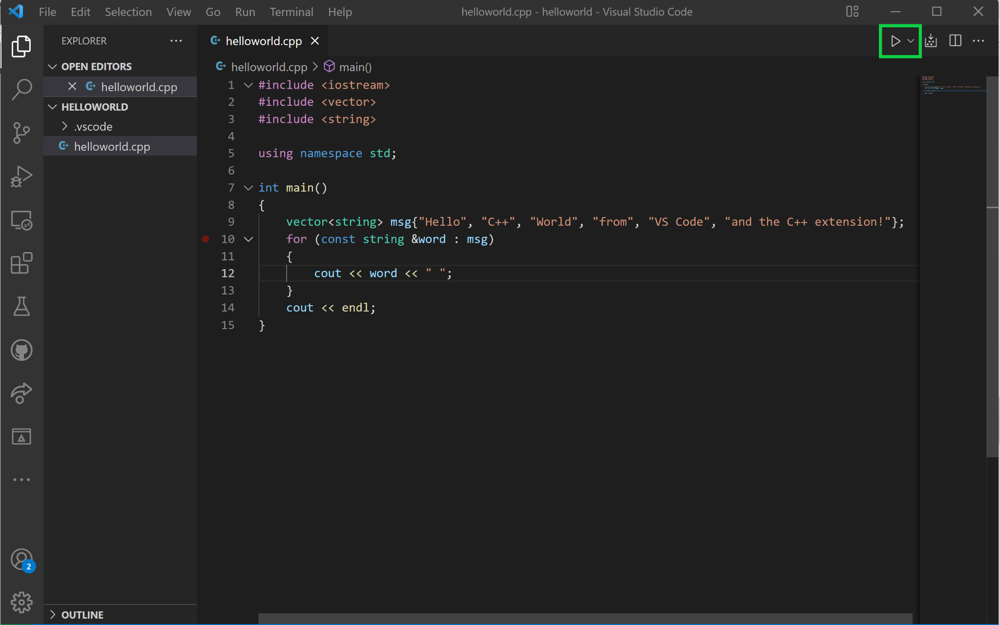 File Edit Selection View Go Run Terminal Help helloworld.cpp - helloworld - Visual Studio Code
EXPLORER
OPEN EDITORS
helloworld.cpp
HELLOWORLD
.vscode
helloworld.cpp
OUTLINE
2
helloworld.cpp
helloworld.cpp > main()
1 #include <iostream>
2 #include <vector>
3 #include <string>
4
5 using namespace std;
6
7 int main()
8 {
9     vector<string> msg{"Hello", "C++", "World", "from", "VS Code", "and the C++ extension!"};
10     for (const string &word : msg)
11     {
12         cout << word << " ";
13     }
14     cout << endl;
15 }